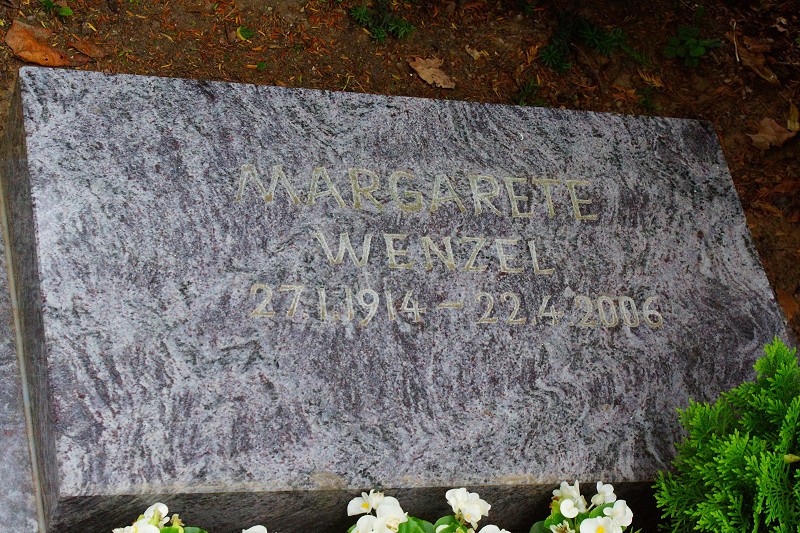 MARGARETE
WENZEL
27.1.1914 – 22.4.2006